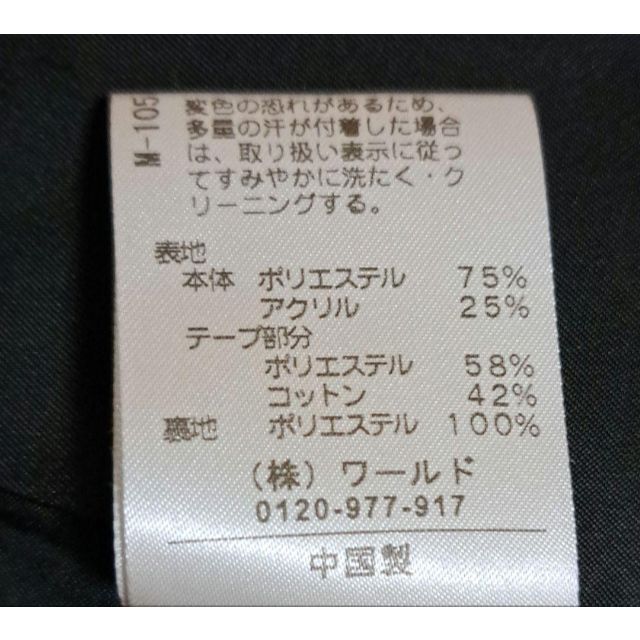 M-105
変色の恐れがあるため、
多量の汗が付着した場合
は、取り扱い表示に従っ
てすみやかに洗たく・ク
リーニングする。
表地
本体 ポリエステル 75%
アクリル 25%
テープ部分
ポリエステル 58%
コットン 42%
裏地 ポリエステル 100%
(株) ワールド
0120-977-917
中国製